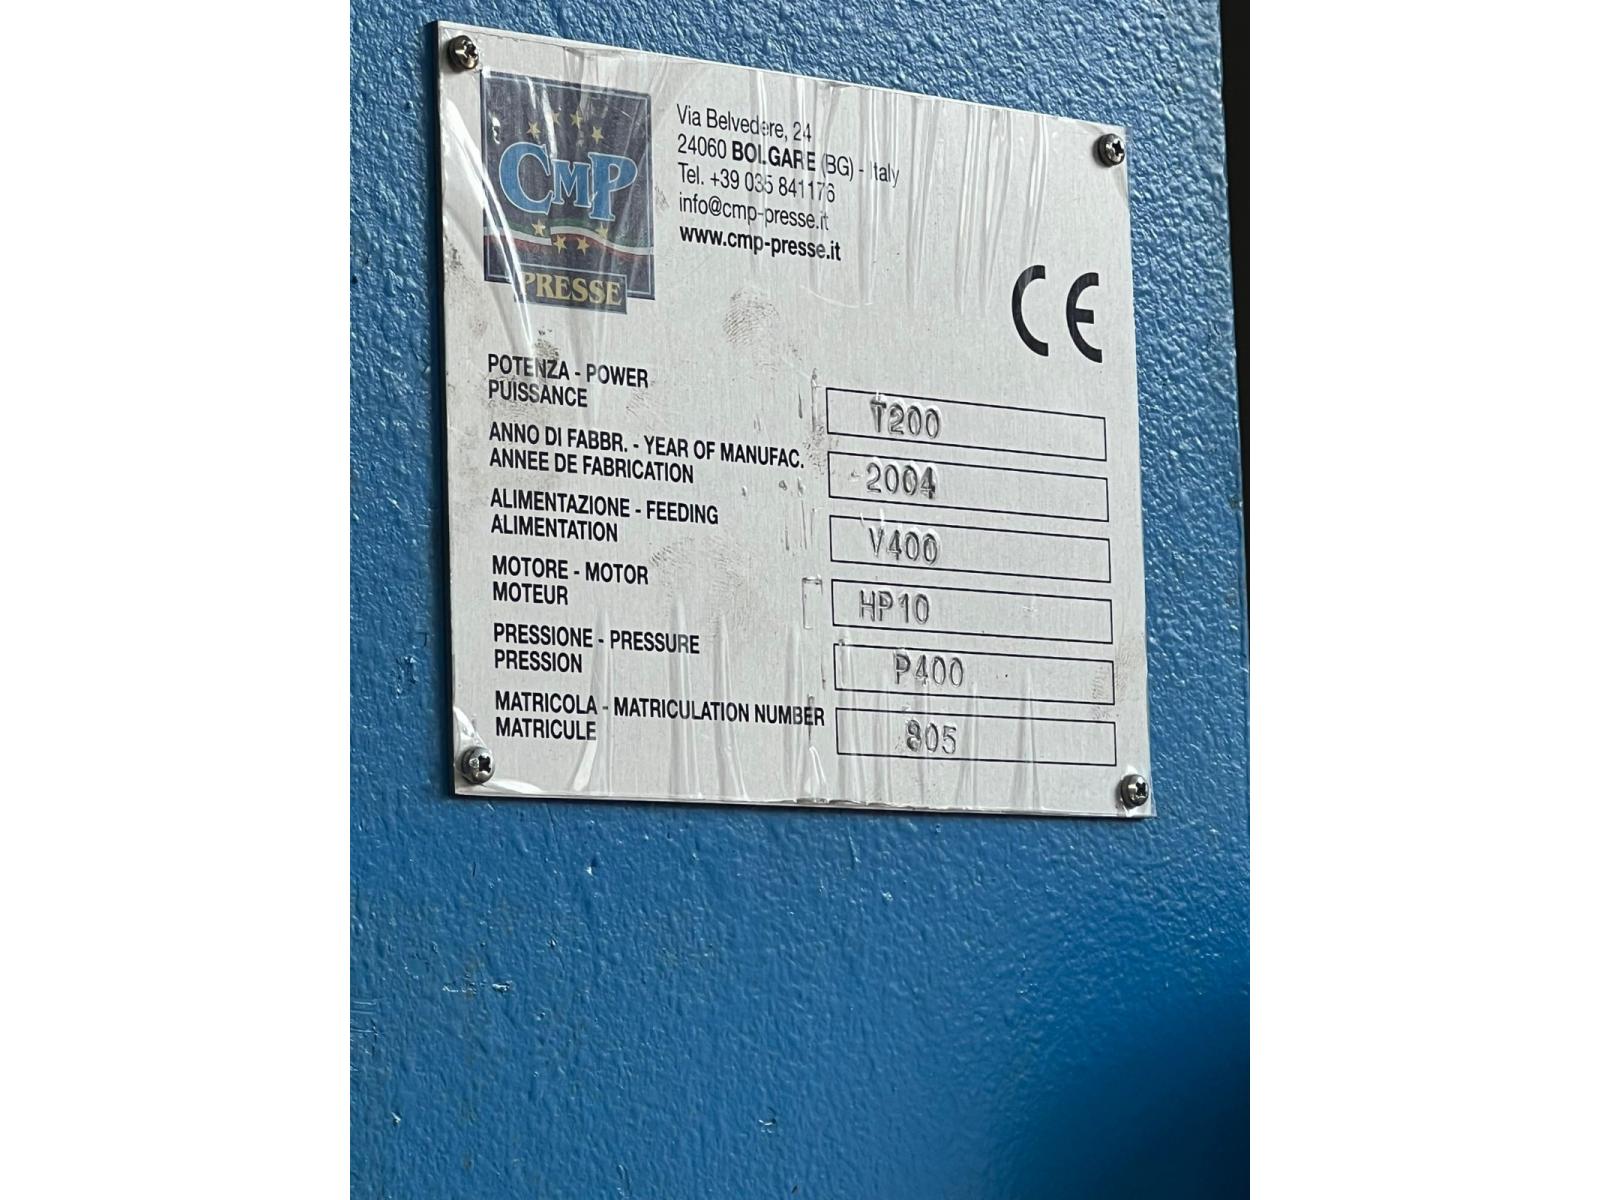 CMP
PRESSE
Via Belvedere, 24
24060 BOLGARE (BG) - Italy
Tel. +39 035 841176
info@cmp-presse.it
www.cmp-presse.it
CE
POTENZA - POWER
PUISSANCE
T200
ANNO DI FABBR. - YEAR OF MANUFAC.
ANNEE DE FABRICATION
2004
ALIMENTAZIONE - FEEDING
ALIMENTATION
V400
MOTORE - MOTOR
MOTEUR
HP10
PRESSIONE - PRESSURE
PRESSION
P400
MATRICOLA - MATRICULATION NUMBER
MATRICULE
805